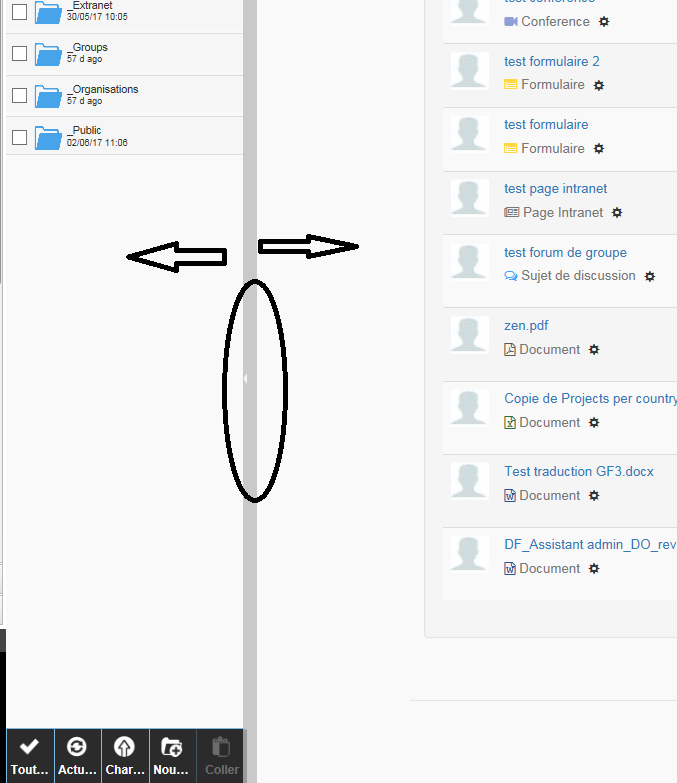 _Extranet
30/05/17 10:05
_Groups
57 d ago
_Organisations
57 d ago
_Public
02/06/17 11:06
Tout...
Actu...
Char...
Nou...
Coller
test conference
Conference
test formulaire 2
Formulaire
test formulaire
Formulaire
test page intranet
Page Intranet
test forum de groupe
Sujet de discussion
zen.pdf
Document
Copie de Projects per country
Document
Test traduction GF3.docx
Document
DF_Assistant admin_DO_rev
Document